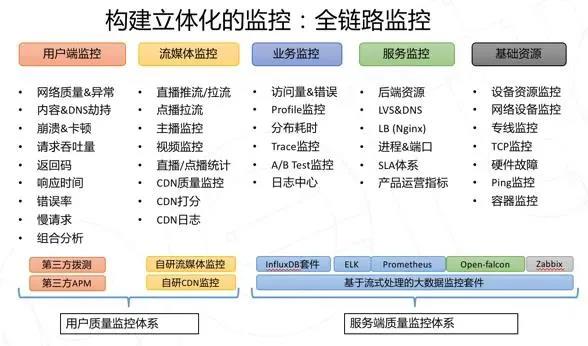 构建立体化的监控：全链路监控
用户端监控
网络质量&异常
内容&DNS劫持
崩溃&卡顿
请求吞吐量
返回码
响应时间
错误率
慢请求
组合分析
流媒体监控
直播推流/拉流
点播拉流
主播监控
视频监控
直播/点播统计
CDN质量监控
CDN打分
CDN日志
业务监控
访问量&错误
Profile监控
分布耗时
Trace监控
A/B Test监控
日志中心
服务监控
后端资源
LVS&DNS
LB (Nginx)
进程&端口
SLA体系
产品运营指标
基础资源
设备资源监控
网络设备监控
专线监控
TCP监控
硬件故障
Ping监控
容器监控
第三方拨测
第三方APM
自研流媒体监控
自研CDN监控
InfluxDB套件
ELK
Prometheus
Open-falcon
Zabbix
基于流式处理的大数据监控套件
用户质量监控体系
服务端质量监控体系